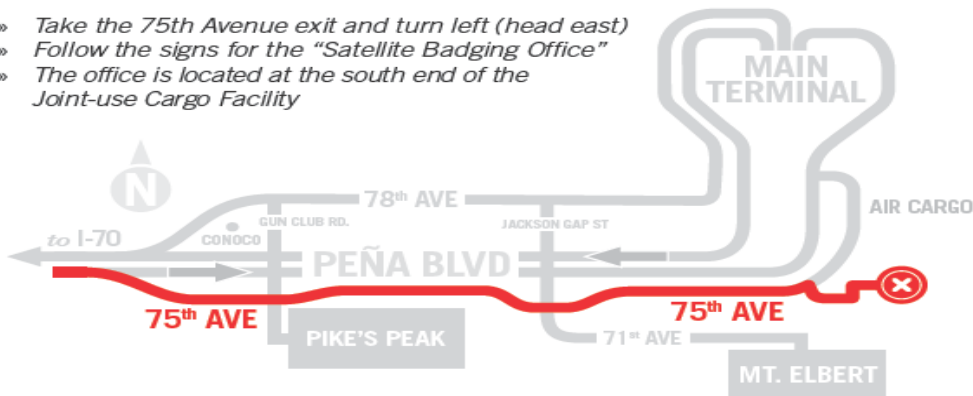 » Take the 75th Avenue exit and turn left (head east)
» Follow the signs for the “Satellite Badging Office”
» The office is located at the south end of the
Joint-use Cargo Facility
MAIN
TERMINAL
N
78th AVE
AIR CARGO
GUN CLUB RD.
JACKSON GAP ST
to I-70
CONOCO
PEÑA BLVD
75th AVE
75th AVE
PIKE'S PEAK
71st AVE
MT. ELBERT